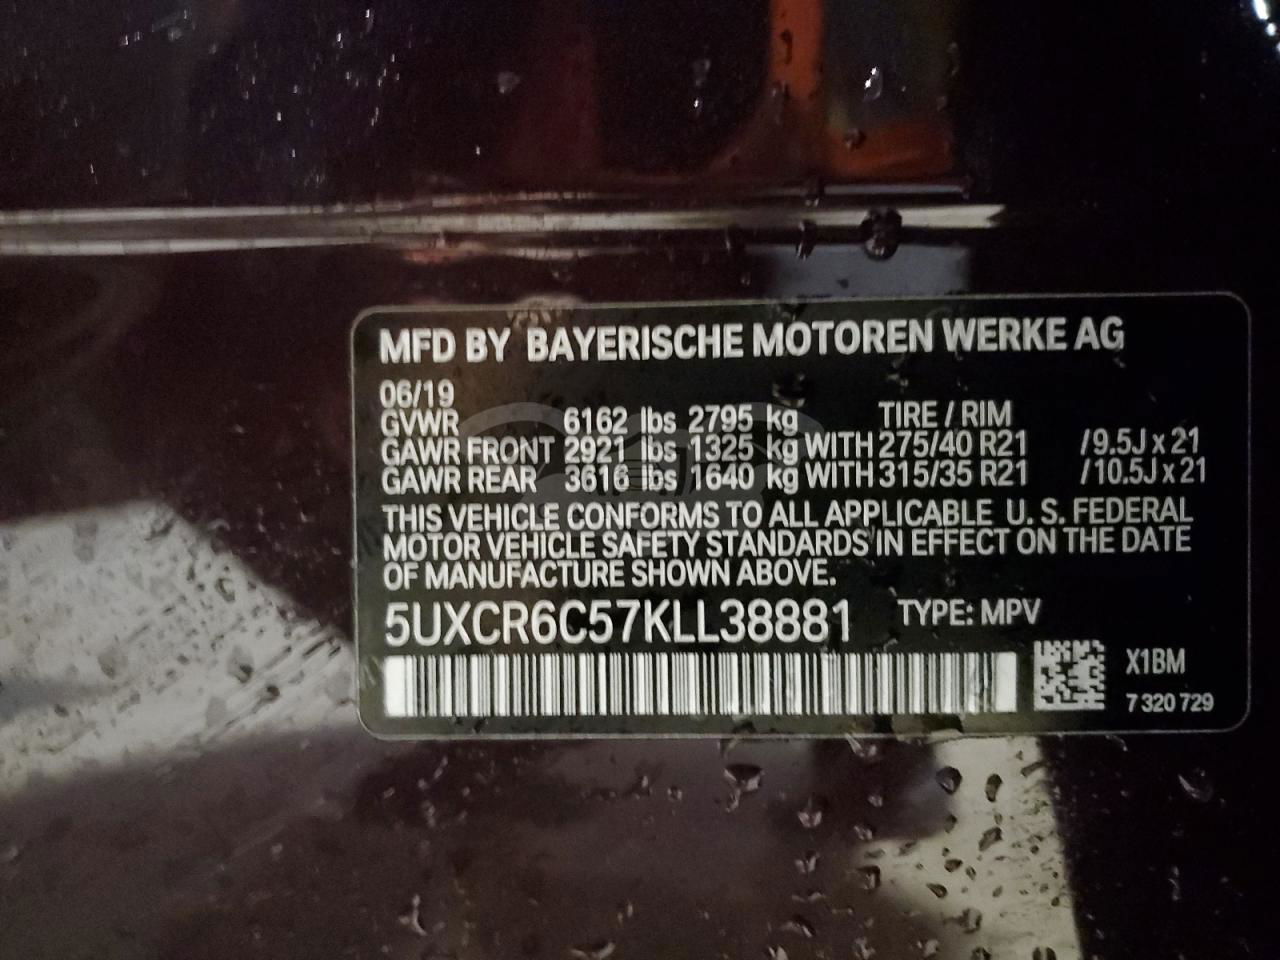 MFD BY BAYERISCHE MOTOREN WERKE AG
06/19
GVWR 6162 lbs 2795 kg TIRE / RIM
GAWR FRONT 2921 lbs 1325 kg WITH 275/40 R21 /9.5J x 21
GAWR REAR 3616 lbs 1640 kg WITH 315/35 R21 /10.5J x 21
THIS VEHICLE CONFORMS TO ALL APPLICABLE U. S. FEDERAL
MOTOR VEHICLE SAFETY STANDARDS IN EFFECT ON THE DATE
OF MANUFACTURE SHOWN ABOVE.
5UXCR6C57KLL38881 TYPE: MPV
X1BM
7 320 729